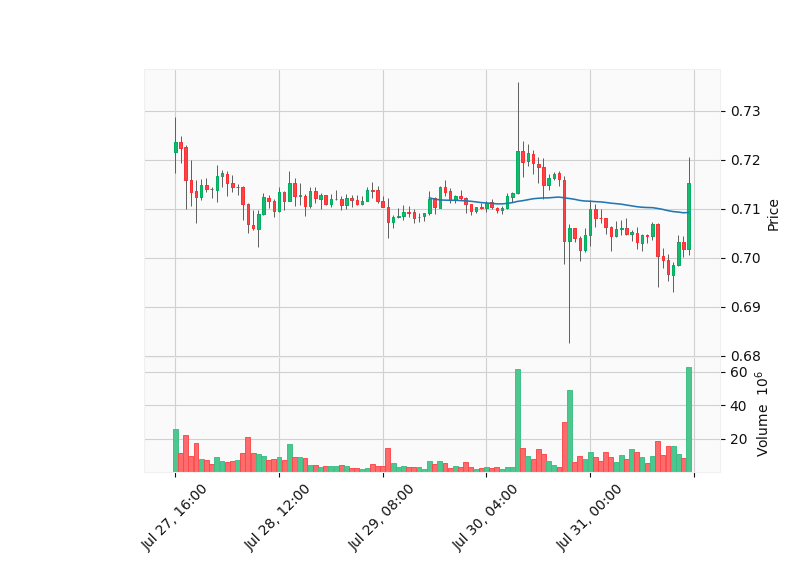 0.73
0.72
0.71
0.70
0.69
0.68
Price
60
40
20
Volume 10^6
Jul 27, 16:00
Jul 28, 12:00
Jul 29, 08:00
Jul 30, 04:00
Jul 31, 00:00